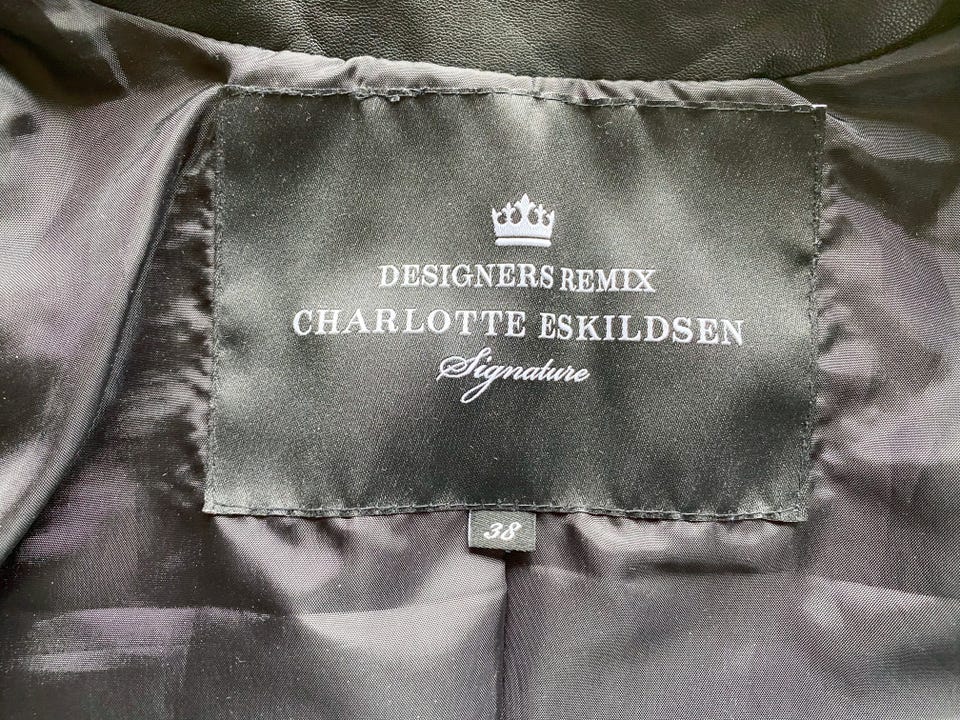 DESIGNERS REMIX
CHARLOTTE ESKILDSEN
Signature
38